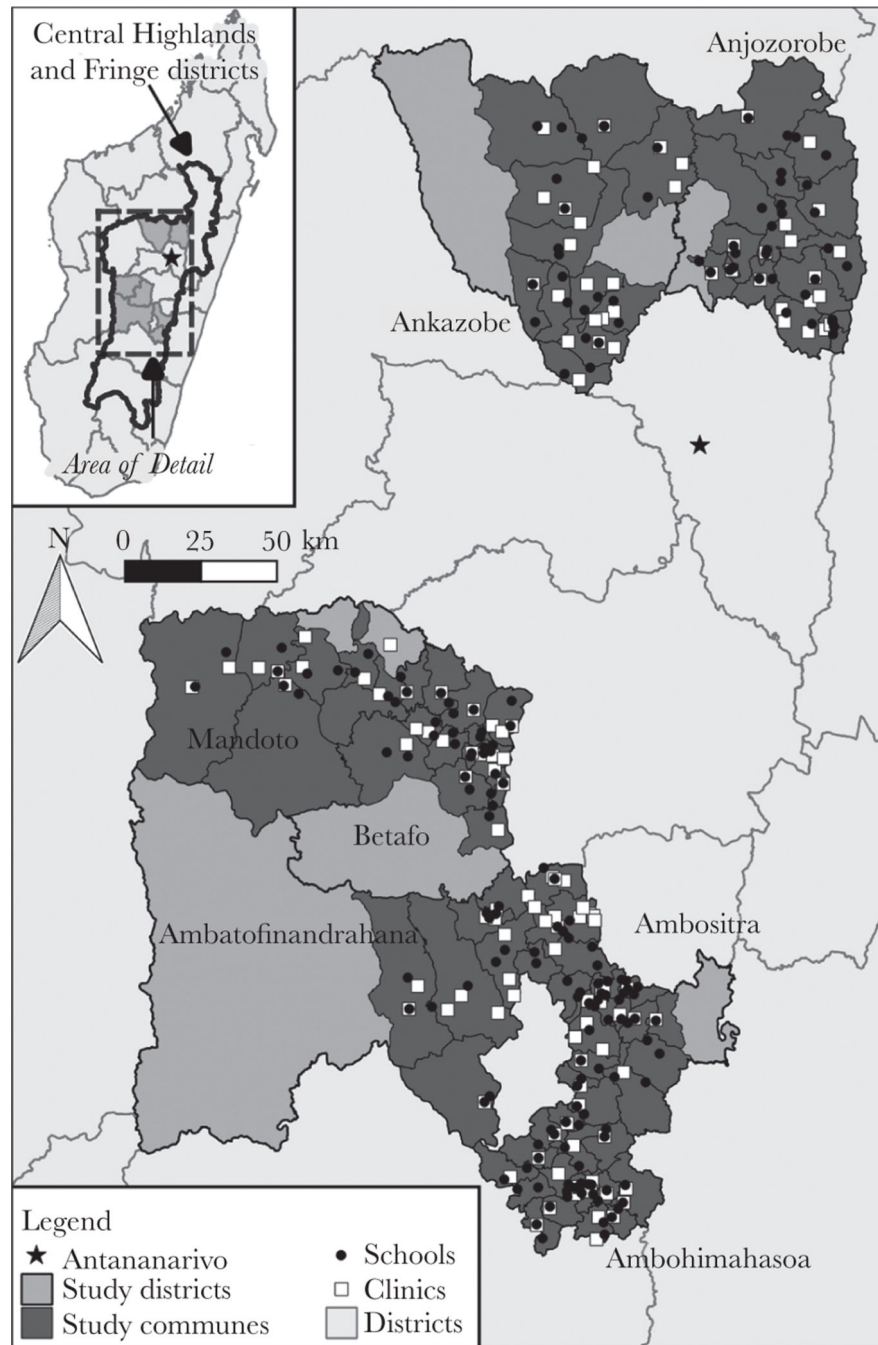 Central Highlands
and Fringe districts
Area of Detail
Anjozorobe
Ankazobe
N
0 25 50 km
Mandoto
Betafo
Ambatofinandrahana
Ambositra
Ambohimahasoa
Legend
Antananarivo
Study districts
Study communes
Schools
Clinics
Districts